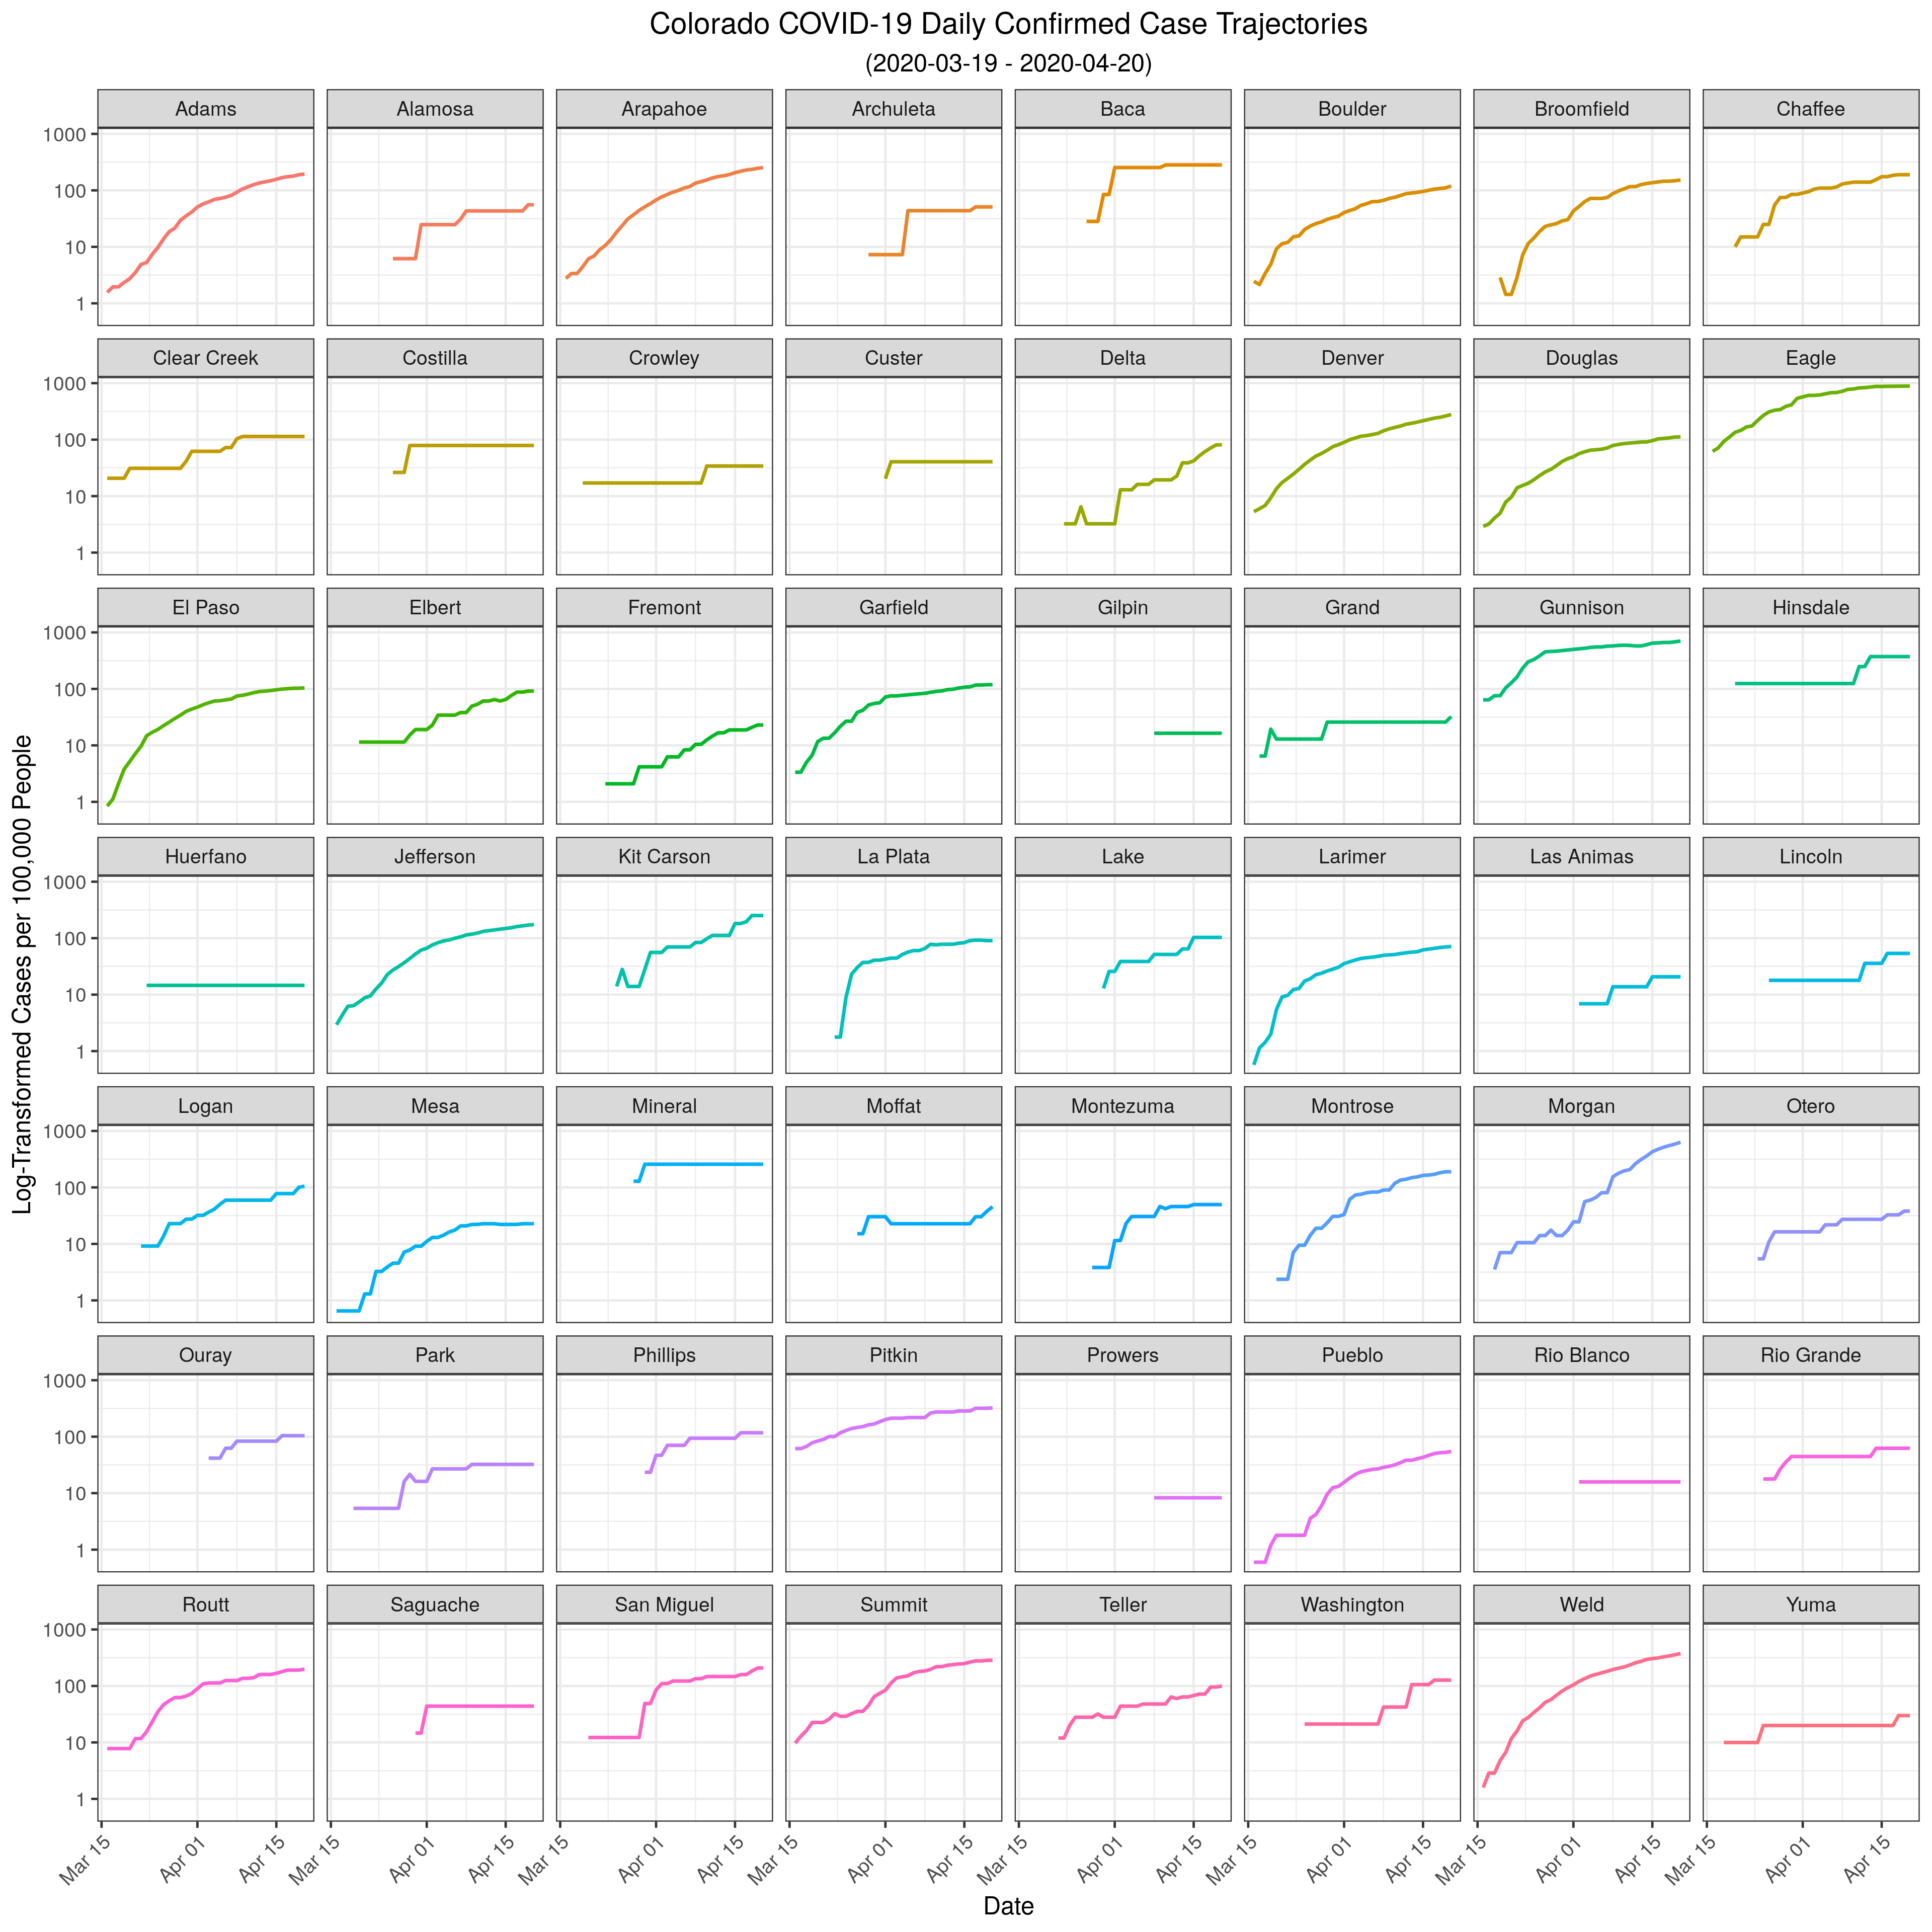 Colorado COVID-19 Daily Confirmed Case Trajectories
(2020-03-19 - 2020-04-20)
Adams Alamosa Arapahoe Archuleta Baca Boulder Broomfield Chaffee
1000
100
10
1
Clear Creek Costilla Crowley Custer Delta Denver Douglas Eagle
1000
100
10
1
El Paso Elbert Fremont Garfield Gilpin Grand Gunnison Hinsdale
1000
100
10
1
Huerfano Jefferson Kit Carson La Plata Lake Larimer Las Animas Lincoln
1000
100
10
1
Logan Mesa Mineral Moffat Montezuma Montrose Morgan Otero
1000
100
10
1
Ouray Park Phillips Pitkin Prowers Pueblo Rio Blanco Rio Grande
1000
100
10
1
Routt Saguache San Miguel Summit Teller Washington Weld Yuma
1000
100
10
1
Mar 15 Apr 01 Apr 15 Mar 15 Apr 01 Apr 15 Mar 15 Apr 01 Apr 15 Mar 15 Apr 01 Apr 15 Mar 15 Apr 01 Apr 15 Mar 15 Apr 01 Apr 15 Mar 15 Apr 01 Apr 15 Mar 15 Apr 01 Apr 15
Date
Log-Transformed Cases per 100,000 People